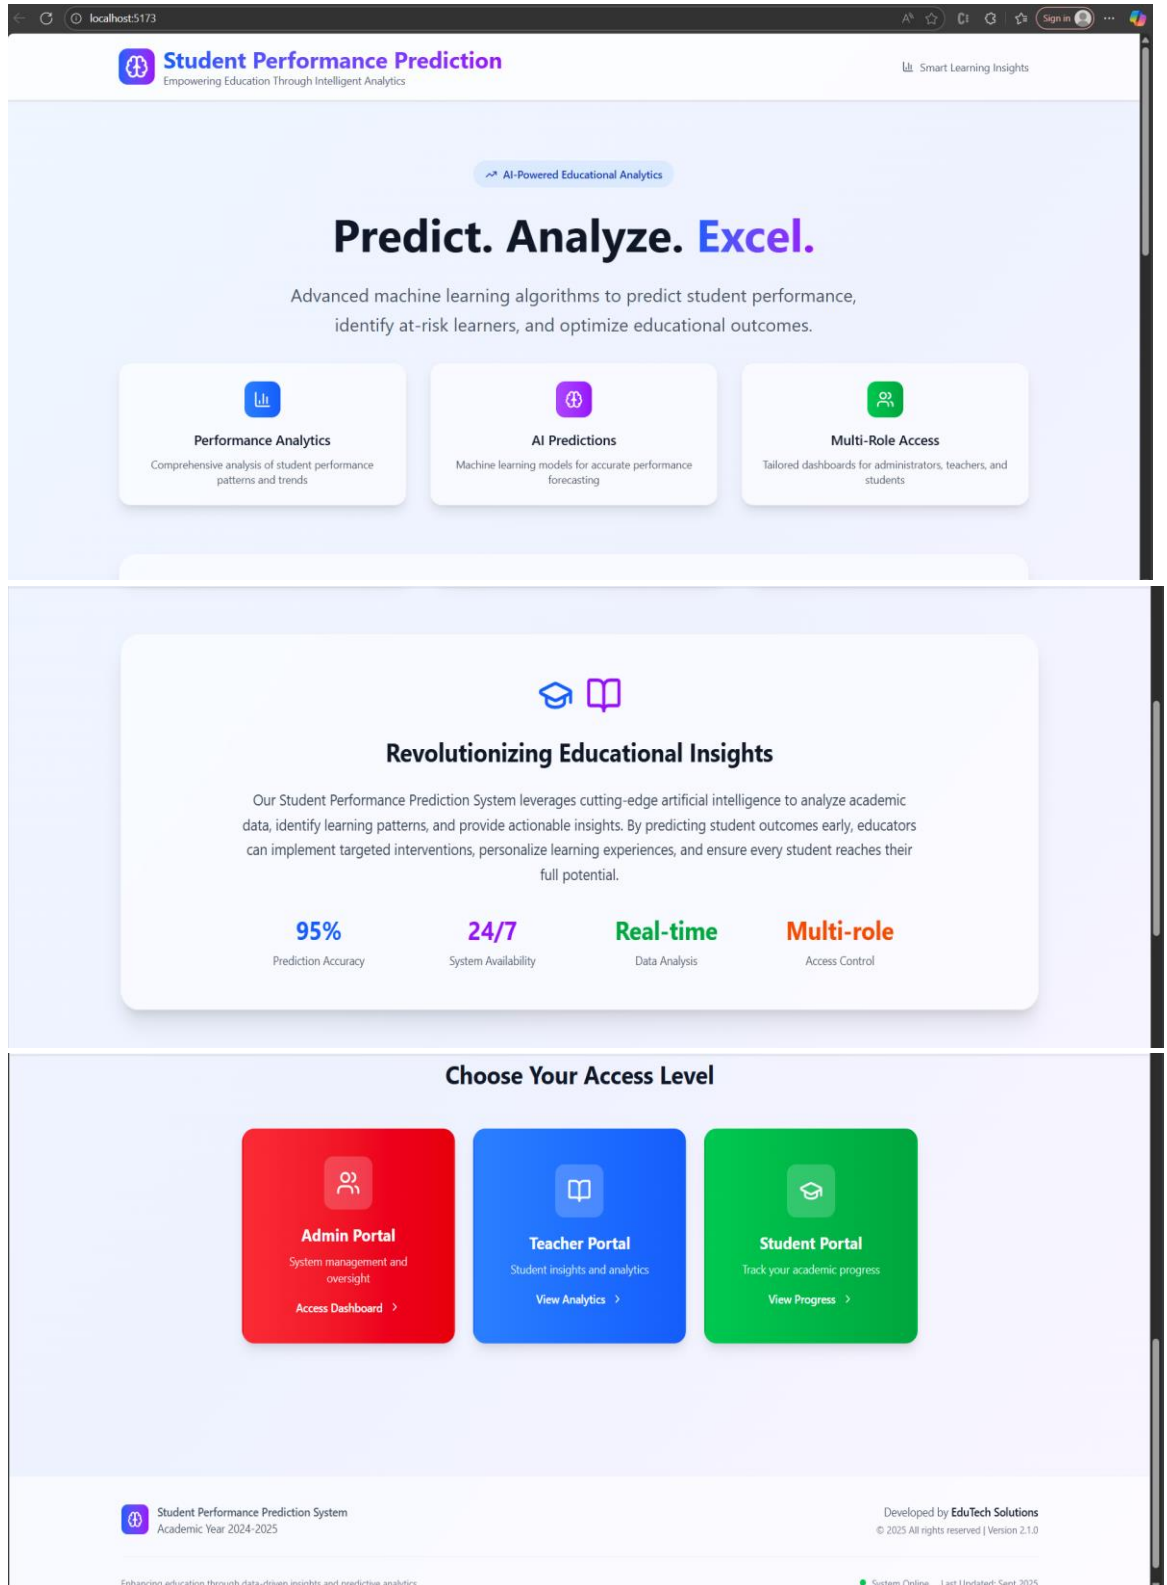 localhost:5173
Sign in
Student Performance Prediction
Empowering Education Through Intelligent Analytics
Smart Learning Insights
AI-Powered Educational Analytics
Predict. Analyze. Excel.
Advanced machine learning algorithms to predict student performance,
identify at-risk learners, and optimize educational outcomes.
Performance Analytics
Comprehensive analysis of student performance
patterns and trends
AI Predictions
Machine learning models for accurate performance
forecasting
Multi-Role Access
Tailored dashboards for administrators, teachers, and
students
Revolutionizing Educational Insights
Our Student Performance Prediction System leverages cutting-edge artificial intelligence to analyze academic
data, identify learning patterns, and provide actionable insights. By predicting student outcomes early, educators
can implement targeted interventions, personalize learning experiences, and ensure every student reaches their
full potential.
95%
Prediction Accuracy
24/7
System Availability
Real-time
Data Analysis
Multi-role
Access Control
Choose Your Access Level
Admin Portal
System management and
oversight
Access Dashboard
Teacher Portal
Student insights and analytics
View Analytics
Student Portal
Track your academic progress
View Progress
Student Performance Prediction System
Academic Year 2024-2025
Developed by EduTech Solutions
© 2025 All rights reserved | Version 2.1.0
Enhancing education through data-driven insights and predictive analytics
System Online
Last Updated: Sept 2025